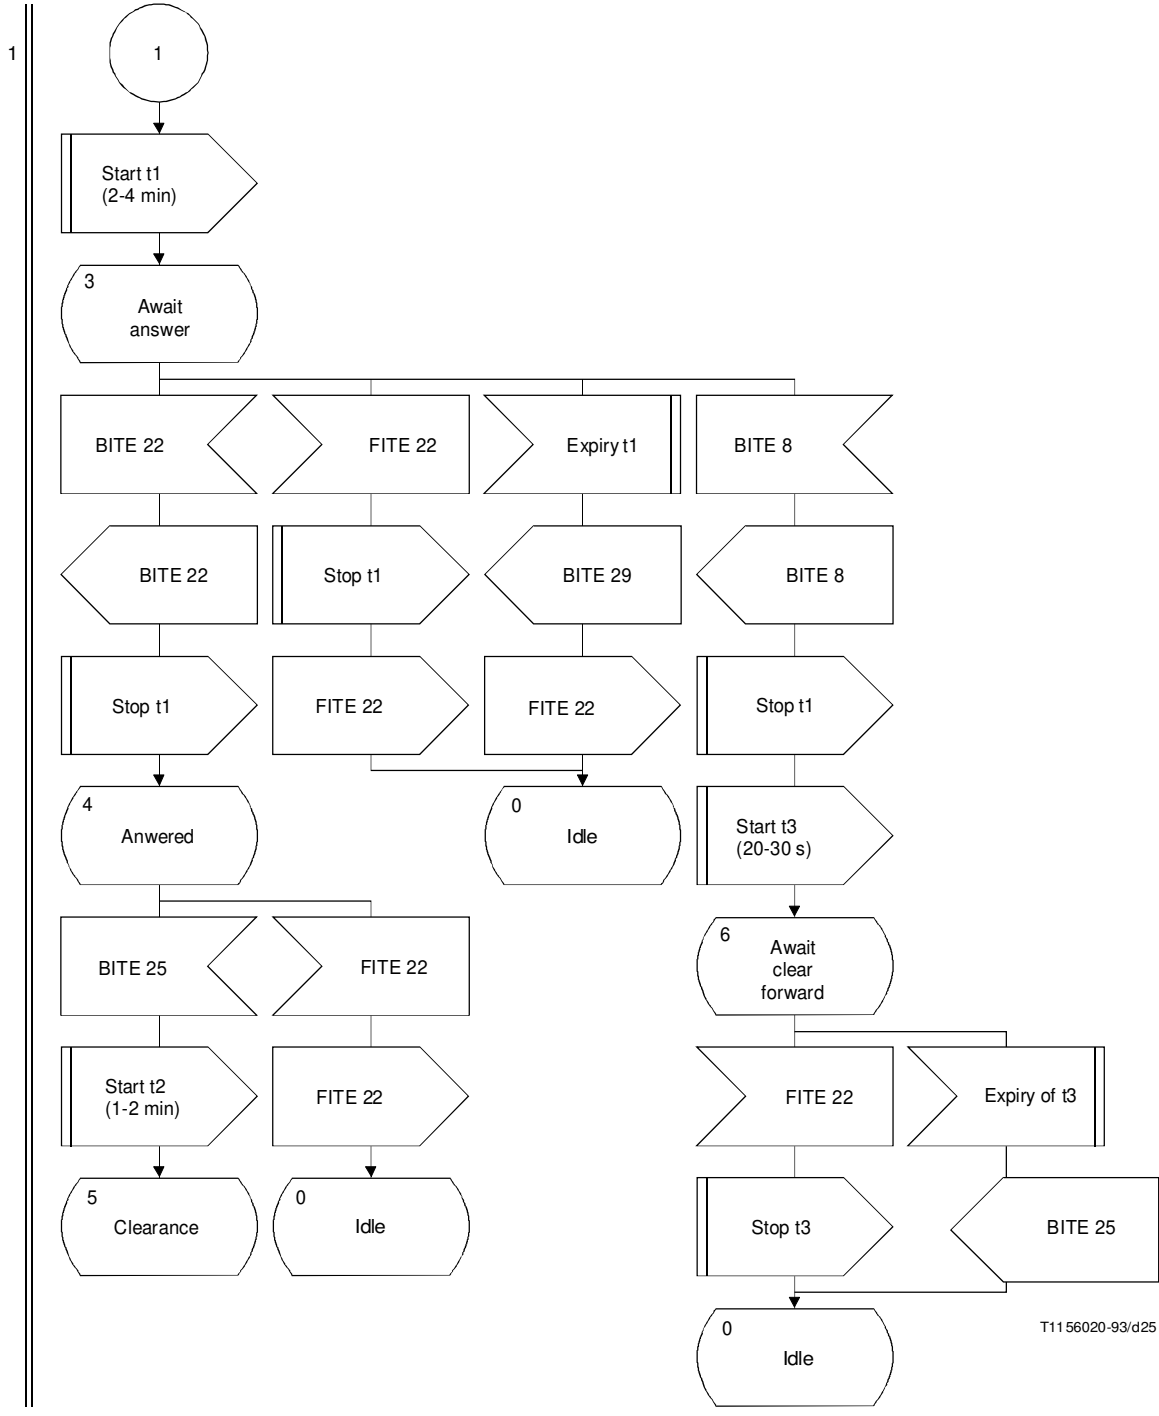 1
1
Start t1
(2-4 min)
3
Await
answer
BITE 22
FITE 22
Expiry t1
BITE 8
BITE 22
Stop t1
BITE 29
BITE 8
Stop t1
FITE 22
FITE 22
Stop t1
4
Anwered
0
Idle
Start t3
(20-30 s)
BITE 25
FITE 22
6
Await
clear
forward
Start t2
(1-2 min)
FITE 22
FITE 22
Expiry of t3
5
Clearance
0
Idle
Stop t3
BITE 25
0
Idle
T1156020-93/d25